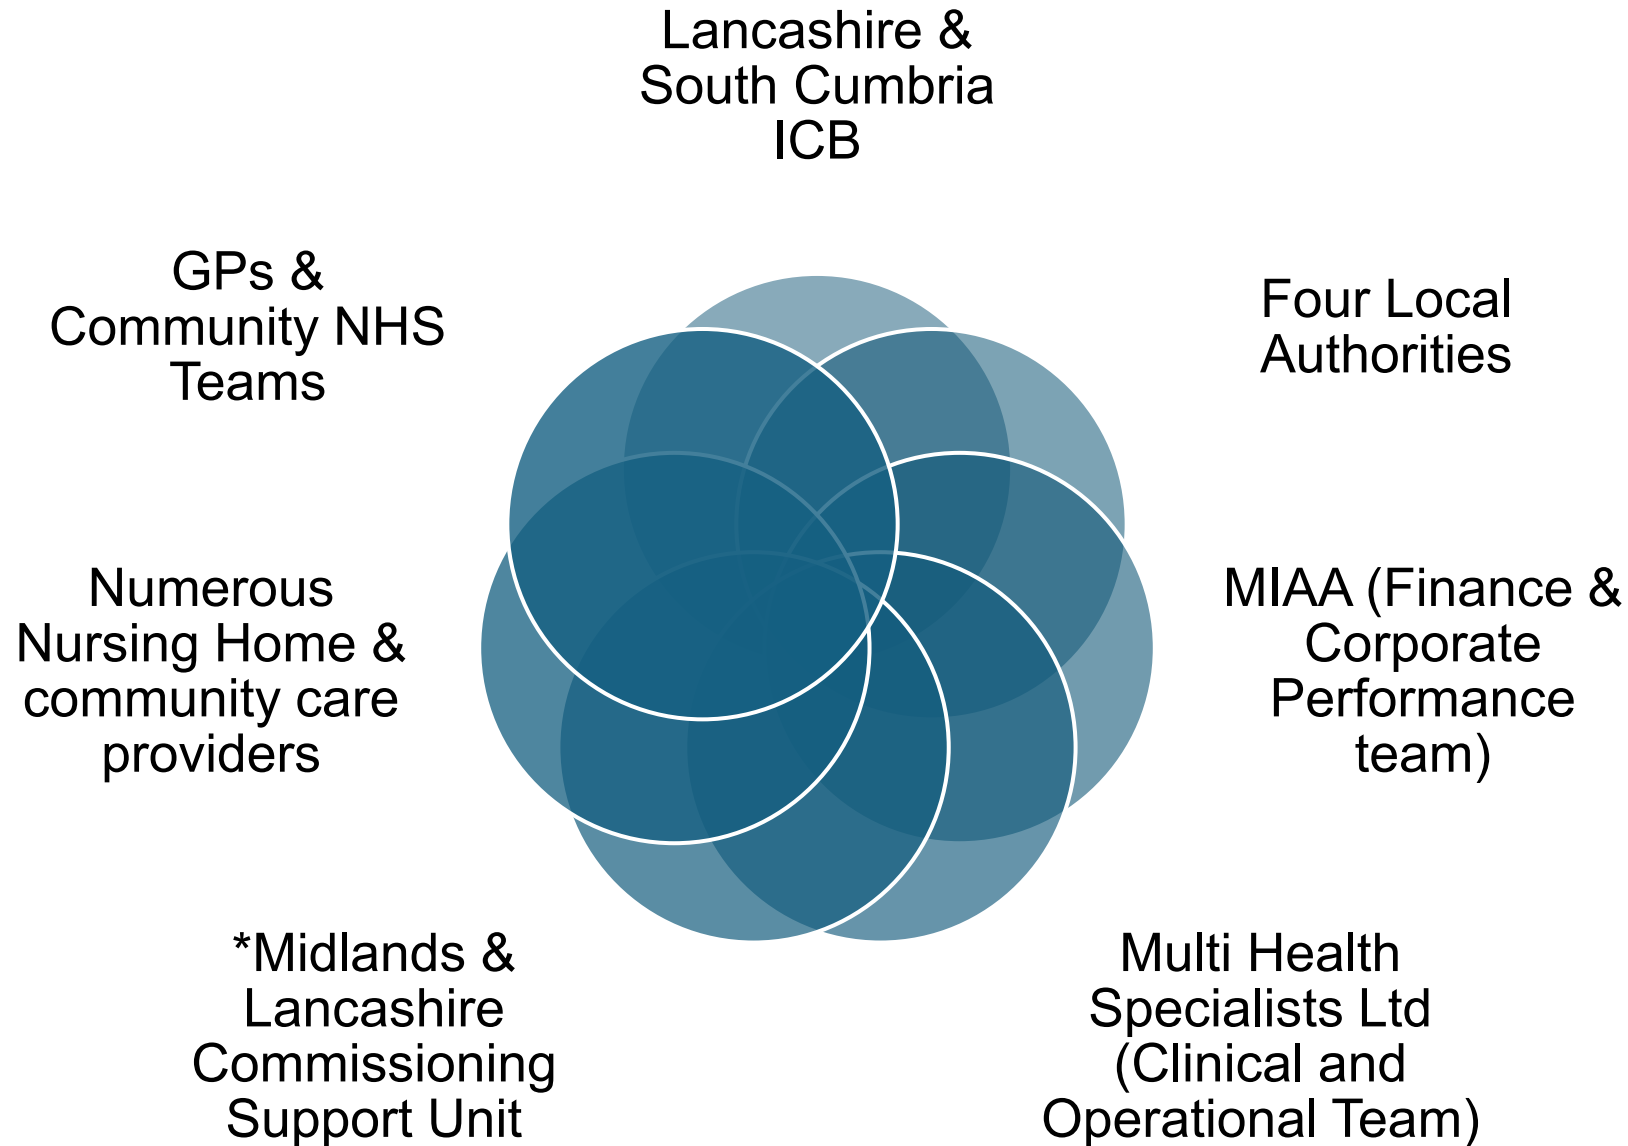 Lancashire &
South Cumbria
ICB
Four Local
Authorities
MIAA (Finance &
Corporate
Performance
team)
Multi Health
Specialists Ltd
(Clinical and
Operational Team)
*Midlands &
Lancashire
Commissioning
Support Unit
Numerous
Nursing Home &
community care
providers
GPs &
Community NHS
Teams